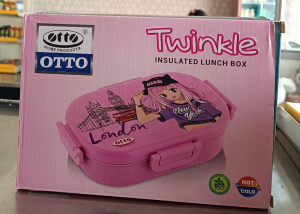 otto
HOME PRODUCTS
OTTO
Twinkle
INSULATED LUNCH BOX
New York
London
otto
HOT
COLD